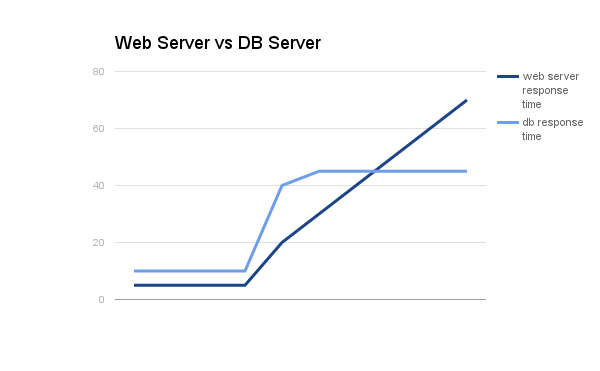 Web Server vs DB Server
80
60
40
20
0
web server
response
time
db response
time